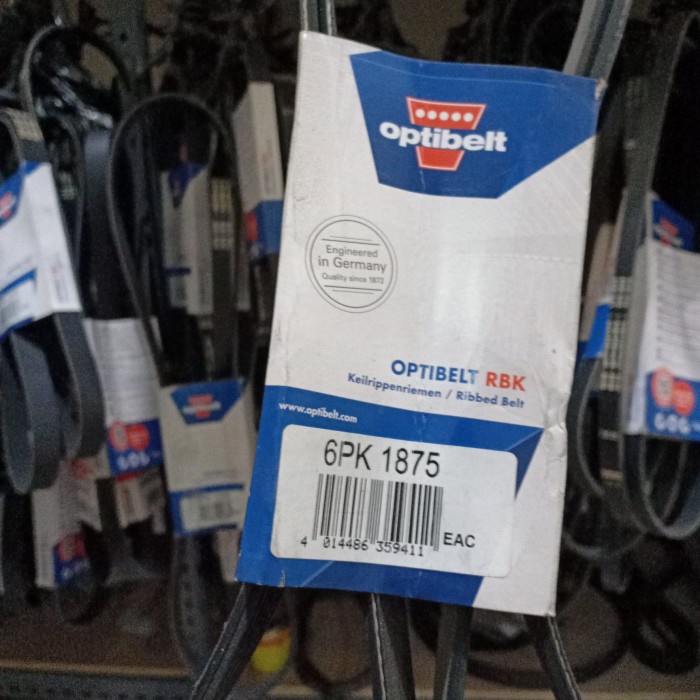 optibelt
Engineered
in Germany
Quality since 1872
OPTIBELT RBK
Keilrippenriemen / Ribbed Belt
www.optibelt.com
6PK 1875
4 014486 359411
EAC